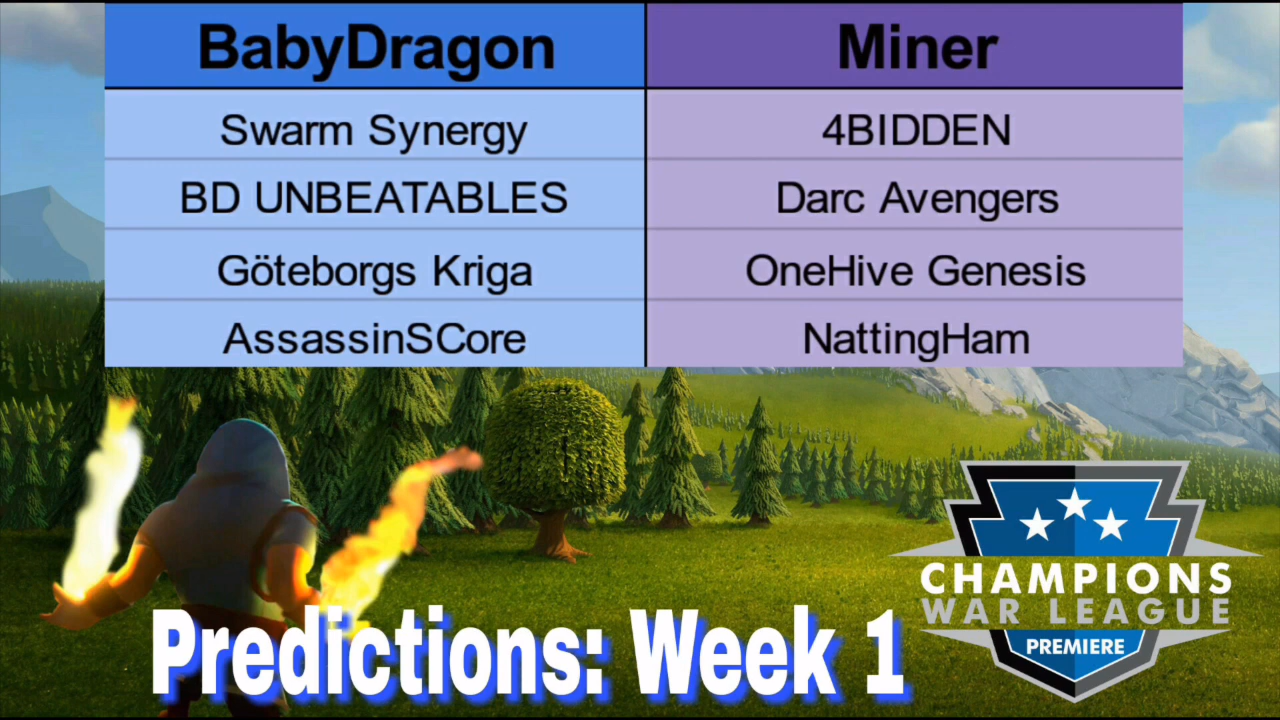 BabyDragon Miner
Swarm Synergy 4BIDDEN
BD UNBEATABLES Darc Avengers
Göteborgs Kriga OneHive Genesis
AssassinSCore NattingHam
CHAMPIONS
WAR LEAGUE
PREMIERE
Predictions: Week 1